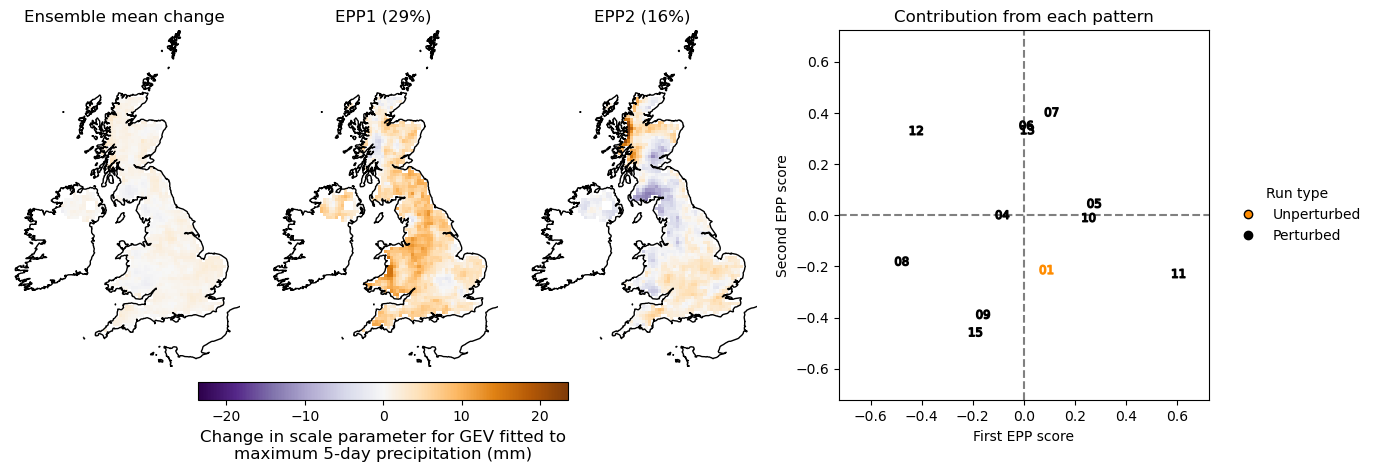 Ensemble mean change
EPP1 (29%)
EPP2 (16%)
Contribution from each pattern
−20
−10
0
10
20
Change in scale parameter for GEV fitted to
maximum 5-day precipitation (mm)
Second EPP score
0.6
0.4
0.2
0.0
−0.2
−0.4
−0.6
07
06
13
12
05
10
04
08
01
11
09
15
−0.6
−0.4
−0.2
0.0
0.2
0.4
0.6
First EPP score
Run type
Unperturbed
Perturbed